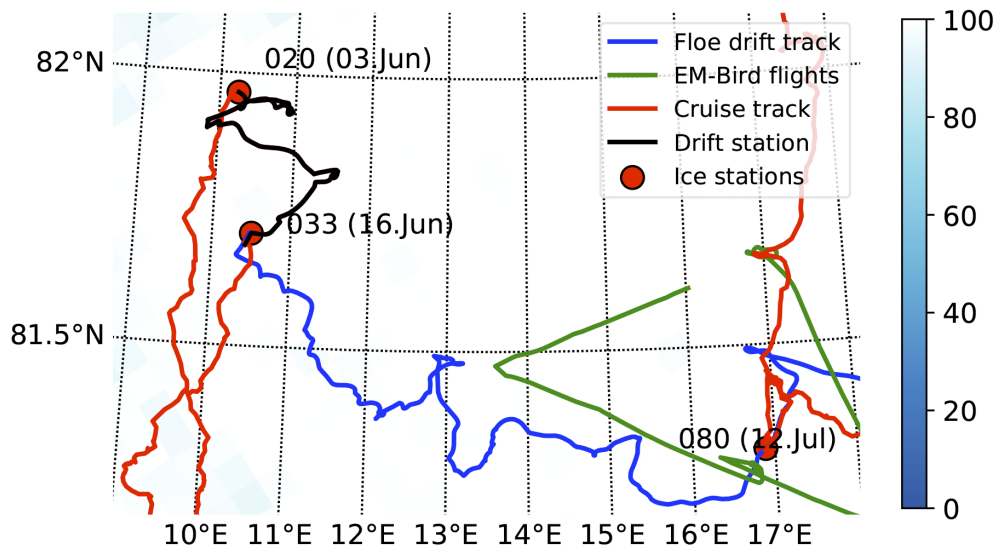 82°N
81.5°N
020 (03.Jun)
033 (16.Jun)
080 (12.Jul)
Floe drift track
EM-Bird flights
Cruise track
Drift station
Ice stations
10°E 11°E 12°E 13°E 14°E 15°E 16°E 17°E
100
80
60
40
20
0